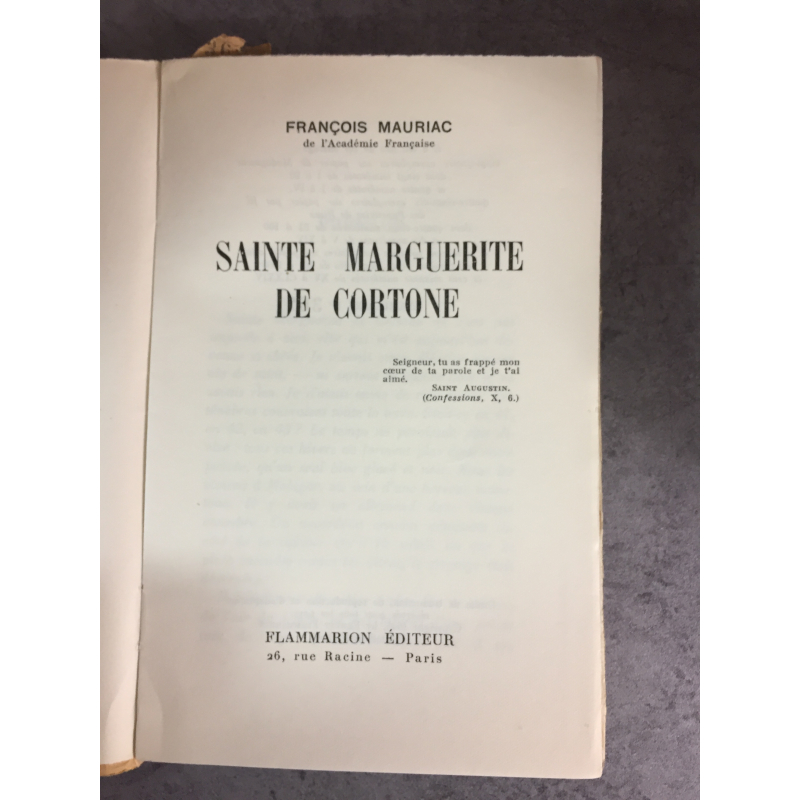 FRANÇOIS MAURIAC
de l'Académie Française
SAINTE MARGUERITE
DE CORTONE
Seigneur, tu as frappé mon
cœur de ta parole et je t'ai
aimé.
SAINT AUGUSTIN.
(Confessions, X, 6.)
FLAMMARION ÉDITEUR
26, rue Racine — Paris